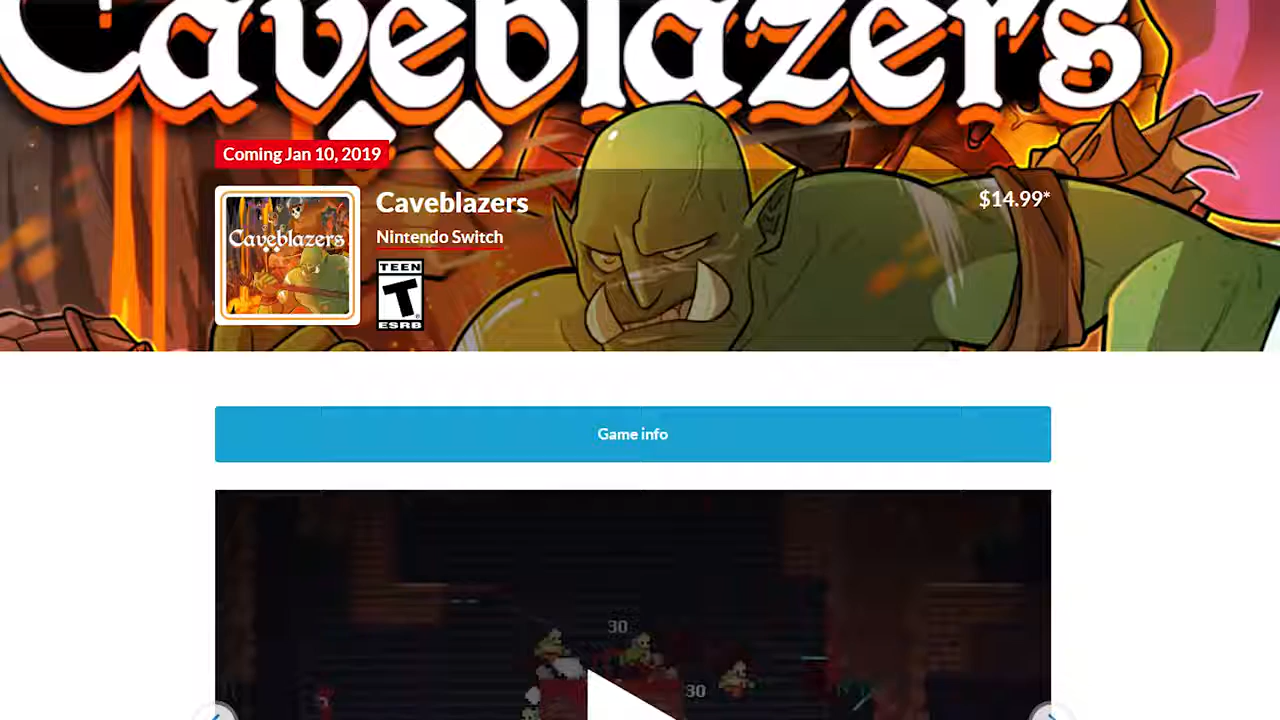 Caveblazers
Coming Jan 10, 2019
Caveblazers
Caveblazers
$14.99*
Nintendo Switch
TEEN
T
ESRB
Game info
30
30